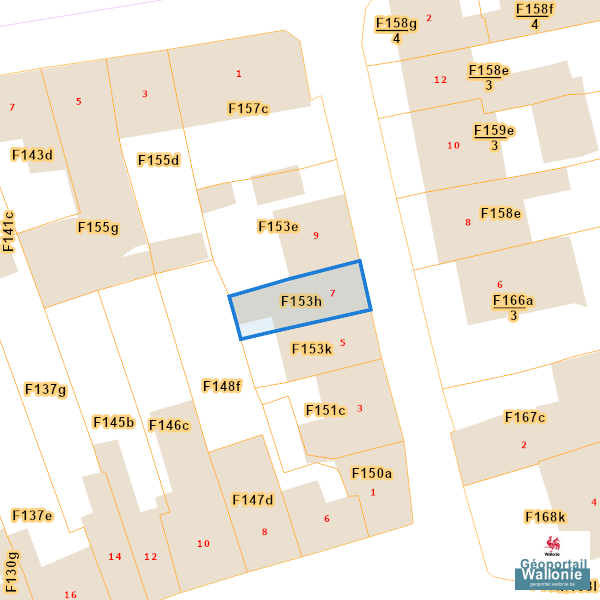 F158g
4
2
F158f
4
1
F158e
3
12
3
5
7
F157c
F159e
3
10
F143d
F155d
F158e
8
F141c
F155g
F153e
9
6
F166a
3
F153h
7
5
F153k
F137g
F148f
F151c
3
F145b
F146c
F167c
2
F150a
1
F147d
4
F137e
6
F168k
8
10
12
14
F130g
16
Wallonie
Géoportail
Wallonie
geoportail.wallonie.be